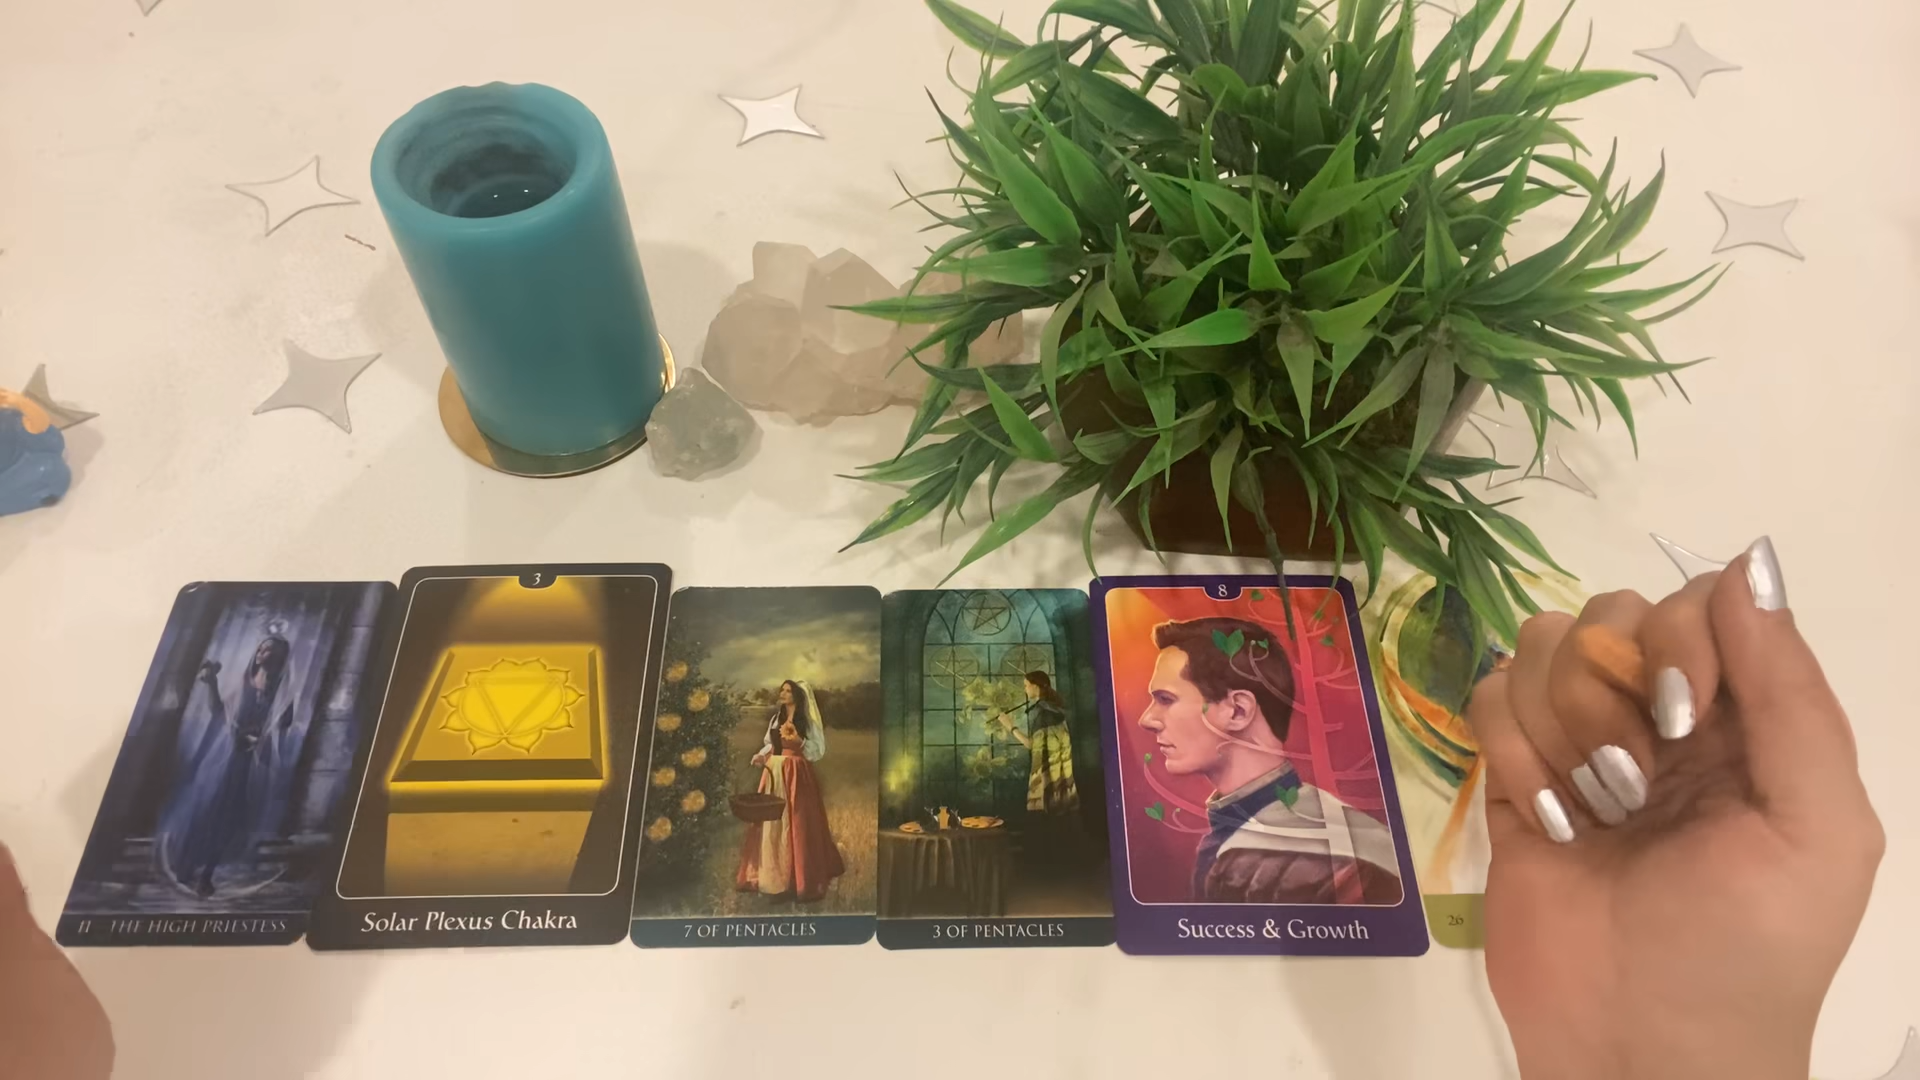 II THE HIGH PRIESTESS
3
Solar Plexus Chakra
7 OF PENTACLES
3 OF PENTACLES
8
Success & Growth
26